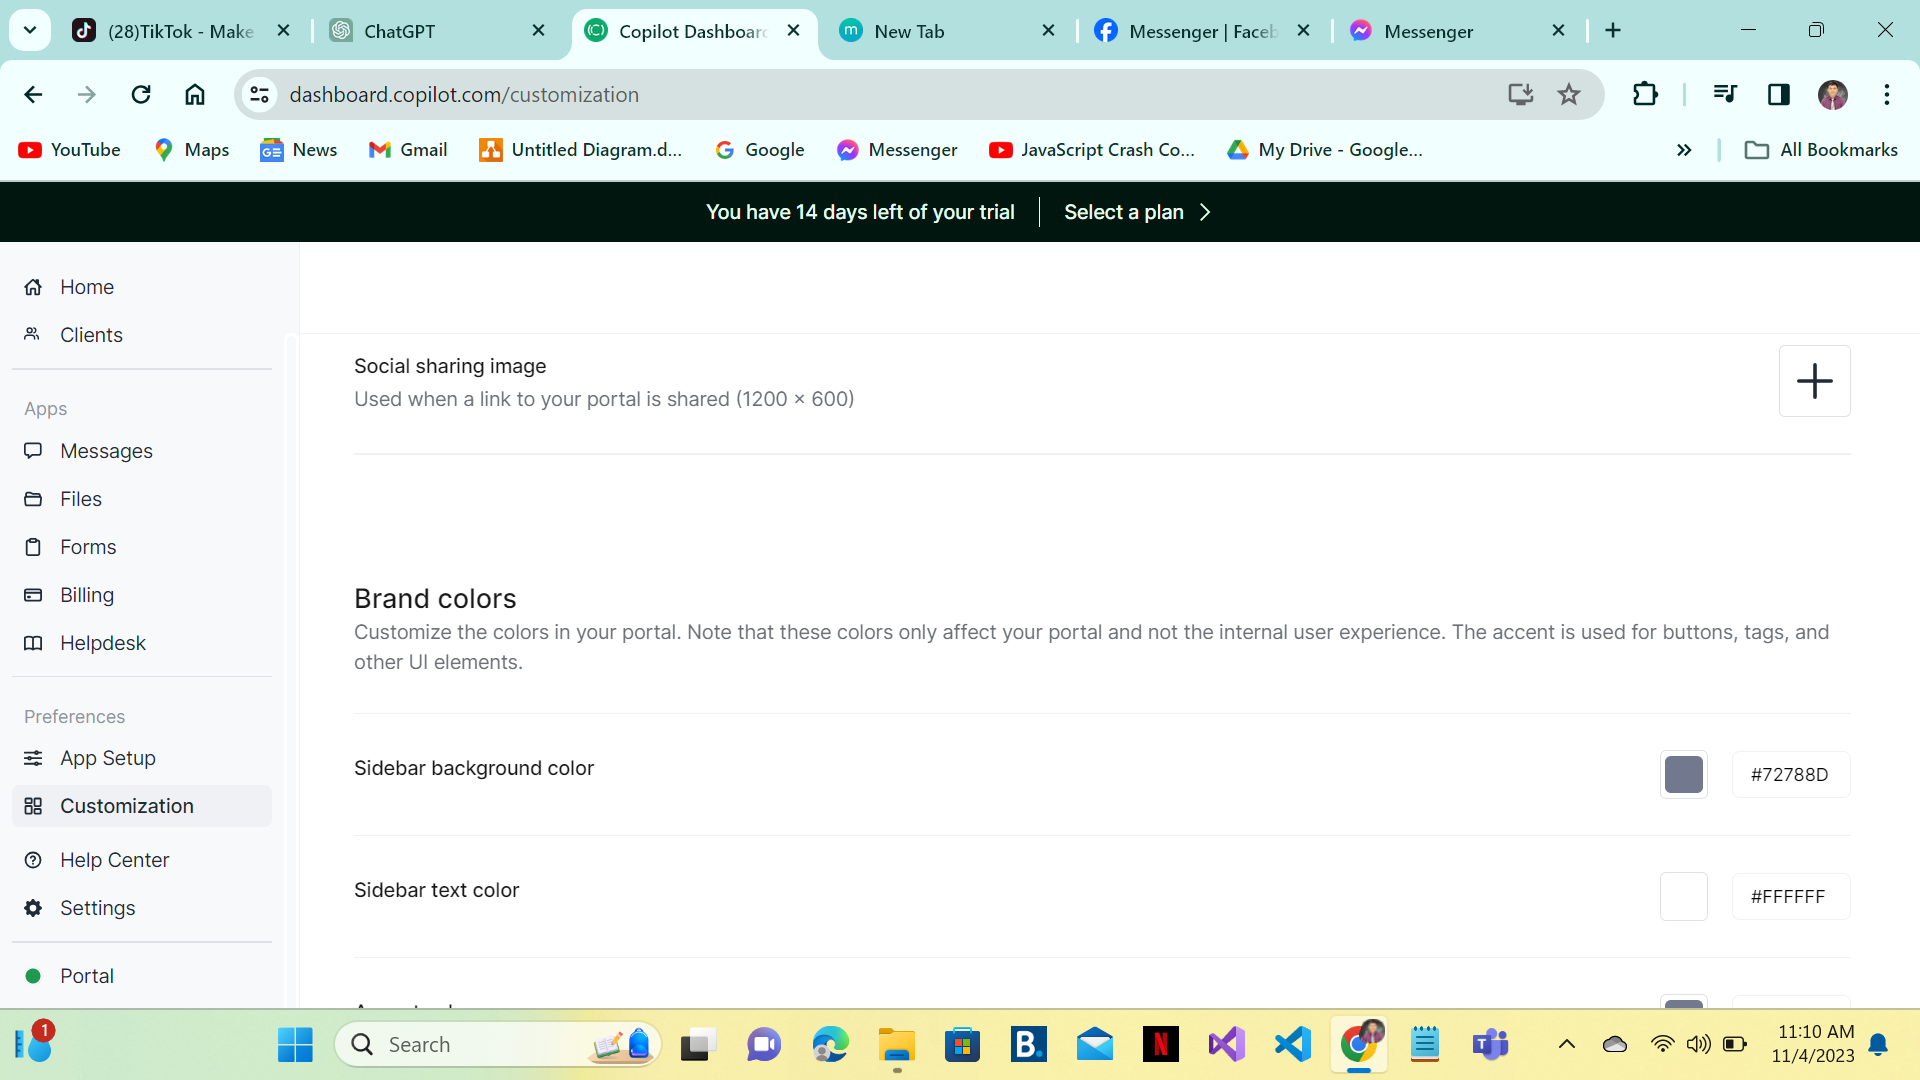 (28)TikTok - Make
ChatGPT
Copilot Dashboard
New Tab
Messenger | Faceb
Messenger
dashboard.copilot.com/customization
YouTube
Maps
News
Gmail
Untitled Diagram.d...
Google
Messenger
JavaScript Crash Co...
My Drive - Google...
All Bookmarks
You have 14 days left of your trial
Select a plan
Home
Clients
Apps
Messages
Files
Forms
Billing
Helpdesk
Preferences
App Setup
Customization
Help Center
Settings
Portal
Social sharing image
Used when a link to your portal is shared (1200 × 600)
Brand colors
Customize the colors in your portal. Note that these colors only affect your portal and not the internal user experience. The accent is used for buttons, tags, and
other UI elements.
Sidebar background color
#72788D
Sidebar text color
#FFFFFF
1
Search
11:10 AM
11/4/2023